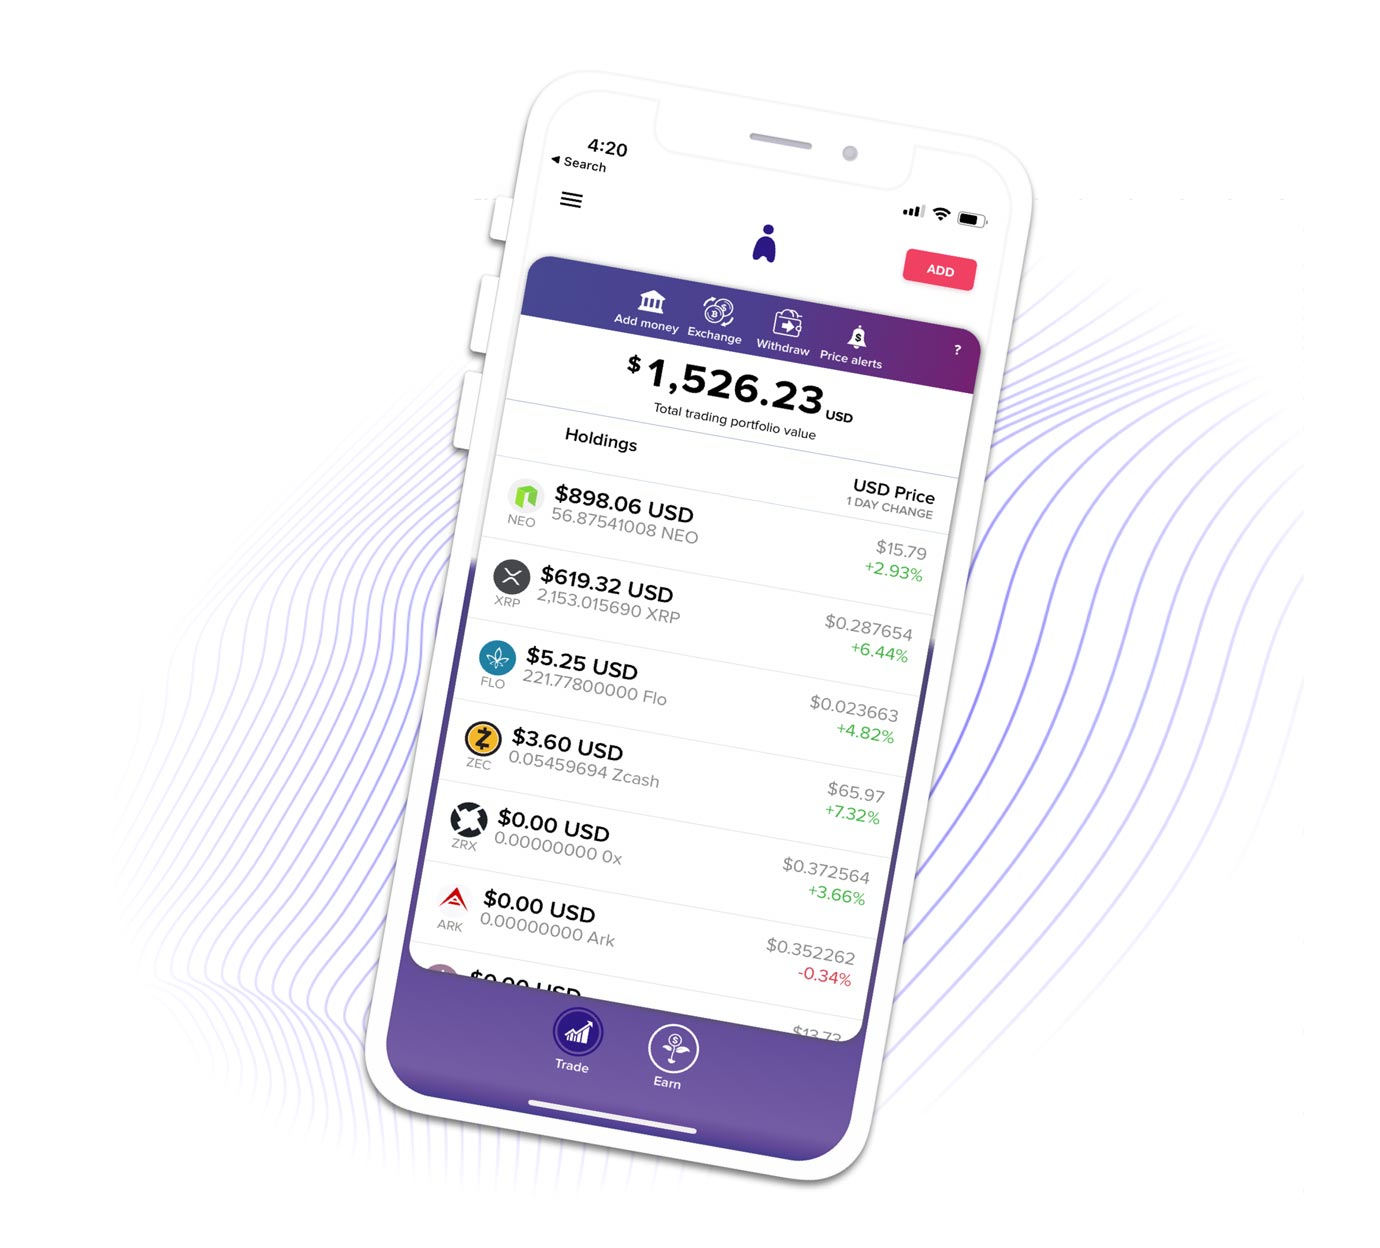 4:20
◀ Search
ADD
Add money
Exchange
Withdraw
Price alerts
?
$1,526.23 USD
Total trading portfolio value
Holdings
USD Price
1 DAY CHANGE
NEO
$898.06 USD
56.87541008 NEO
$15.79
+2.93%
XRP
$619.32 USD
2,153.015690 XRP
$0.287654
+6.44%
FLO
$5.25 USD
221.77800000 Flo
$0.023663
+4.82%
ZEC
$3.60 USD
0.05459694 Zcash
$65.97
+7.32%
ZRX
$0.00 USD
0.00000000 0x
$0.372564
+3.66%
ARK
$0.00 USD
0.00000000 Ark
$0.352262
-0.34%
$0.00 USD
$13.73
Trade
Earn